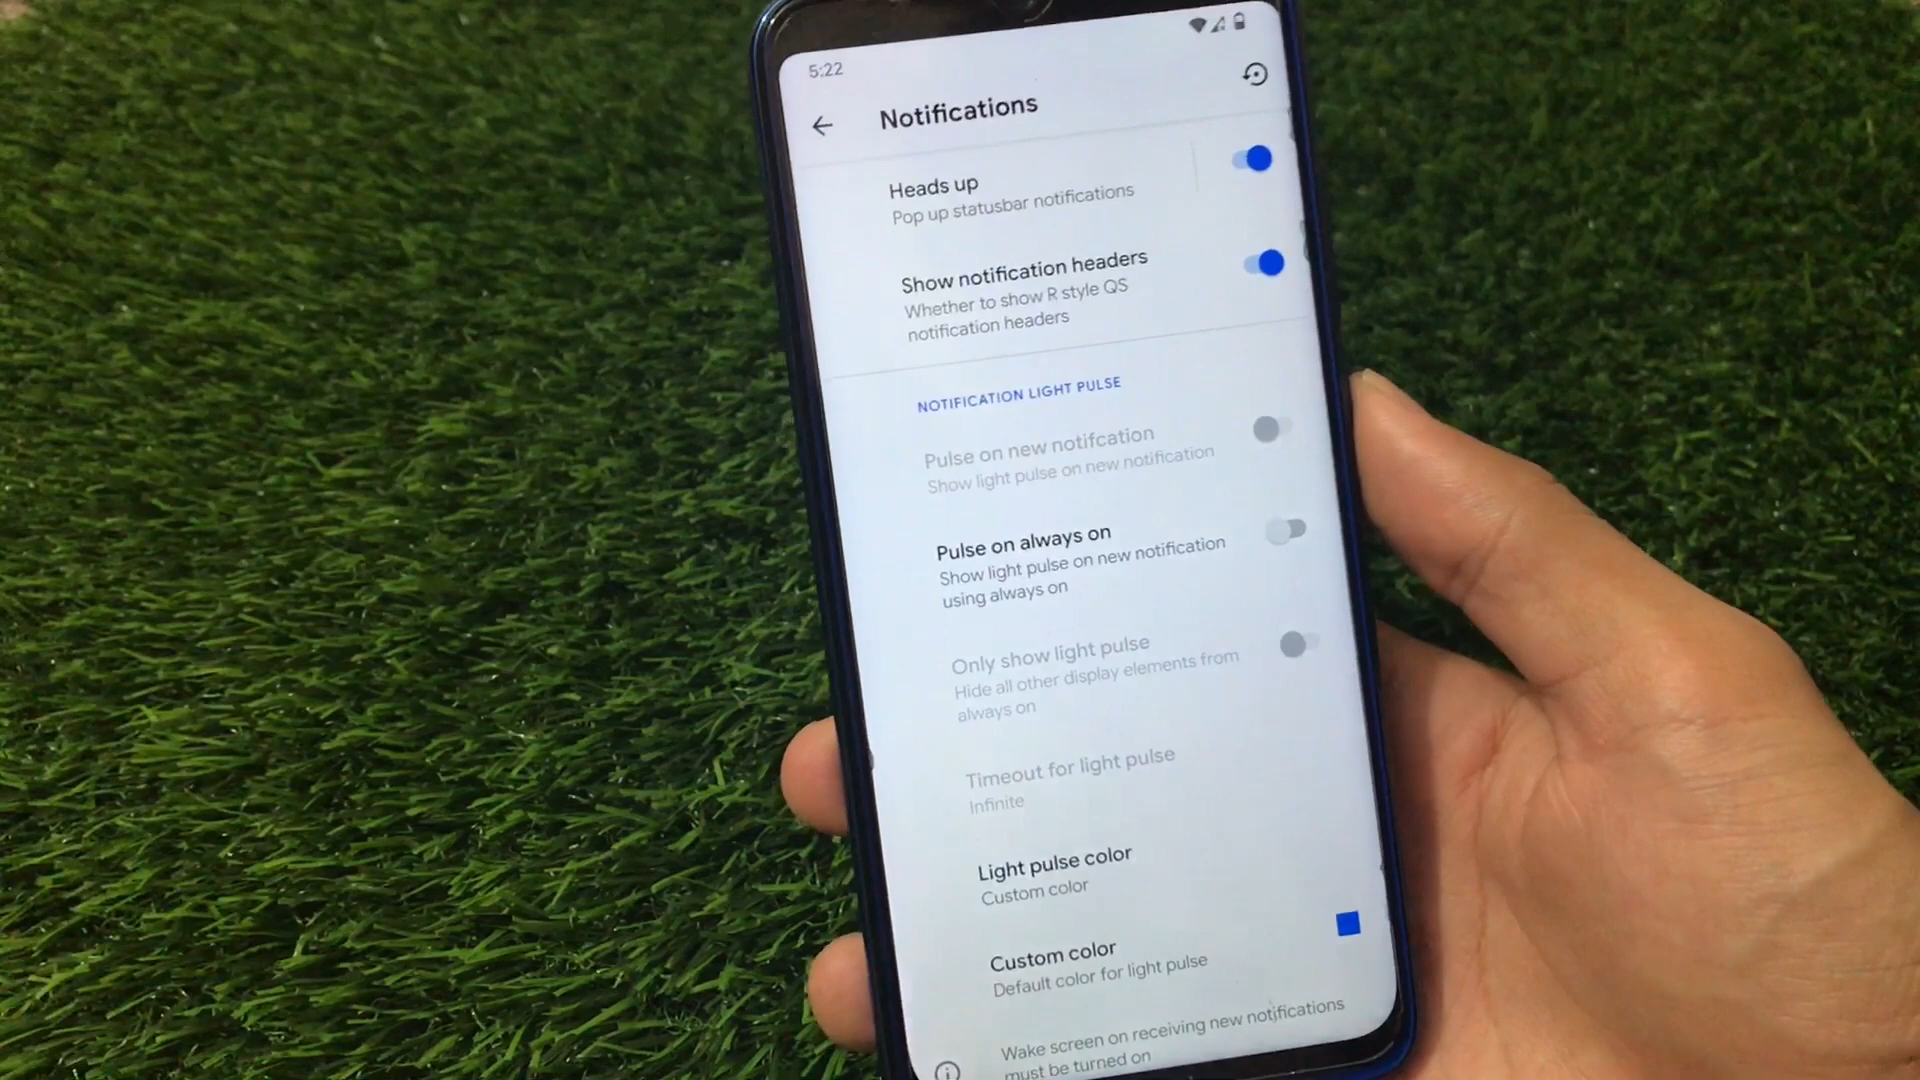 5:22
Notifications
Heads up
Pop up statusbar notifications
Show notification headers
Whether to show R style QS
notification headers
NOTIFICATION LIGHT PULSE
Pulse on new notifcation
Show light pulse on new notification
Pulse on always on
Show light pulse on new notification
using always on
Only show light pulse
Hide all other display elements from
always on
Timeout for light pulse
Infinite
Light pulse color
Custom color
Custom color
Default color for light pulse
Wake screen on receiving new notifications
must be turned on